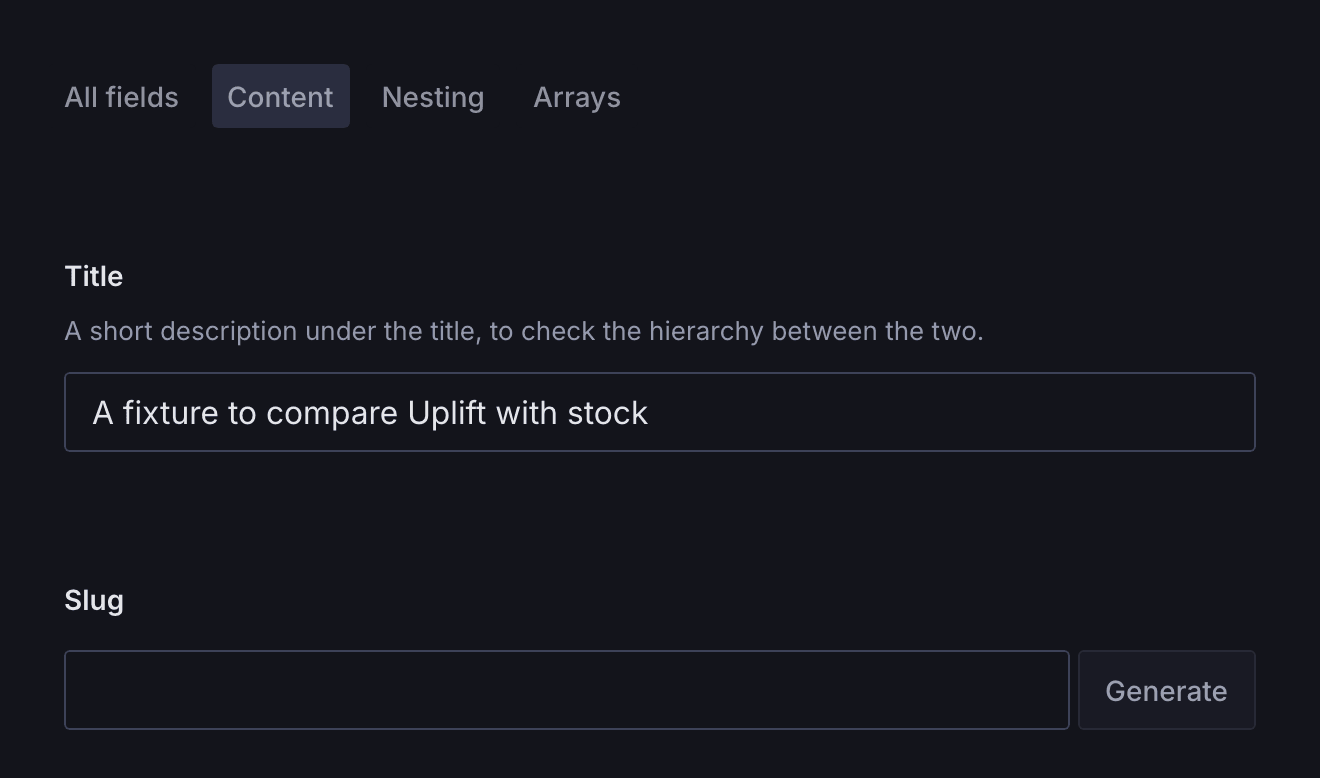 All fields Content Nesting Arrays
Title
A short description under the title, to check the hierarchy between the two.
A fixture to compare Uplift with stock
Slug
Generate